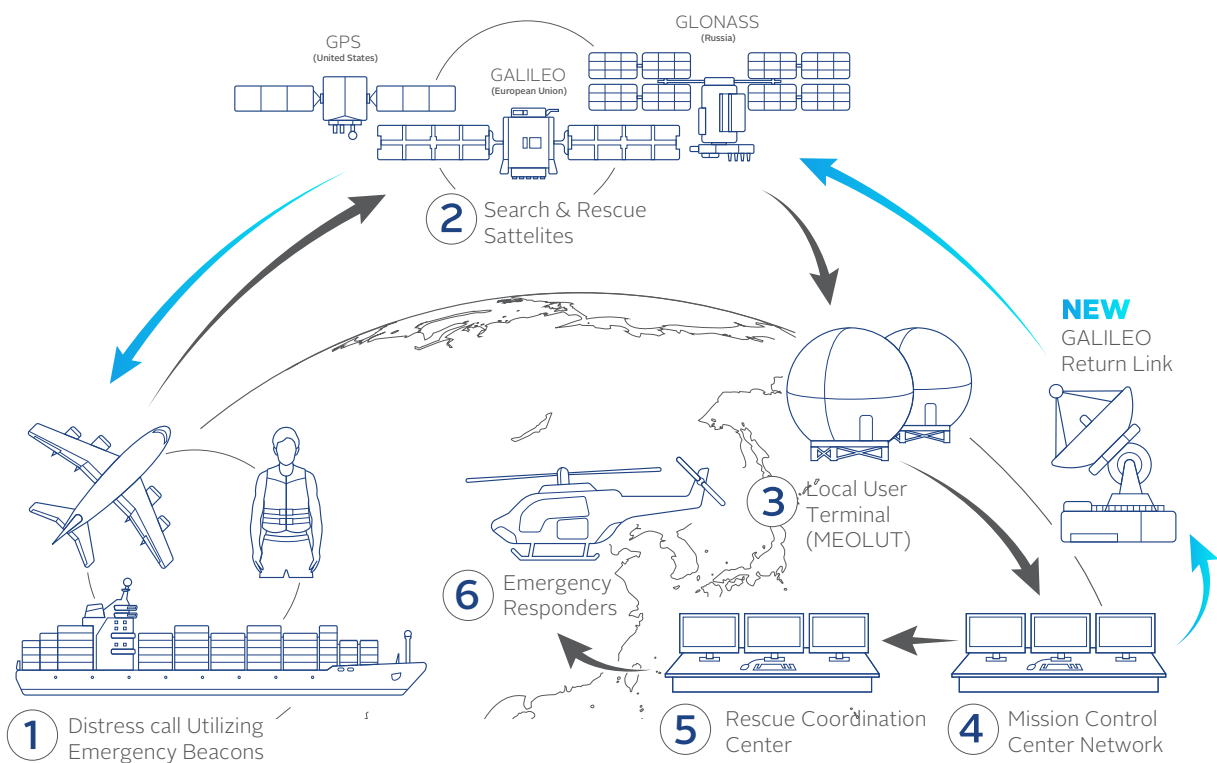 GPS
(United States)
GALILEO
(European Union)
GLONASS
(Russia)
2
Search & Rescue
Sattelites
NEW
GALILEO
Return Link
3
Local User
Terminal
(MEOLUT)
6
Emergency
Responders
1
Distress call Utilizing
Emergency Beacons
5
Rescue Coordination
Center
4
Mission Control
Center Network